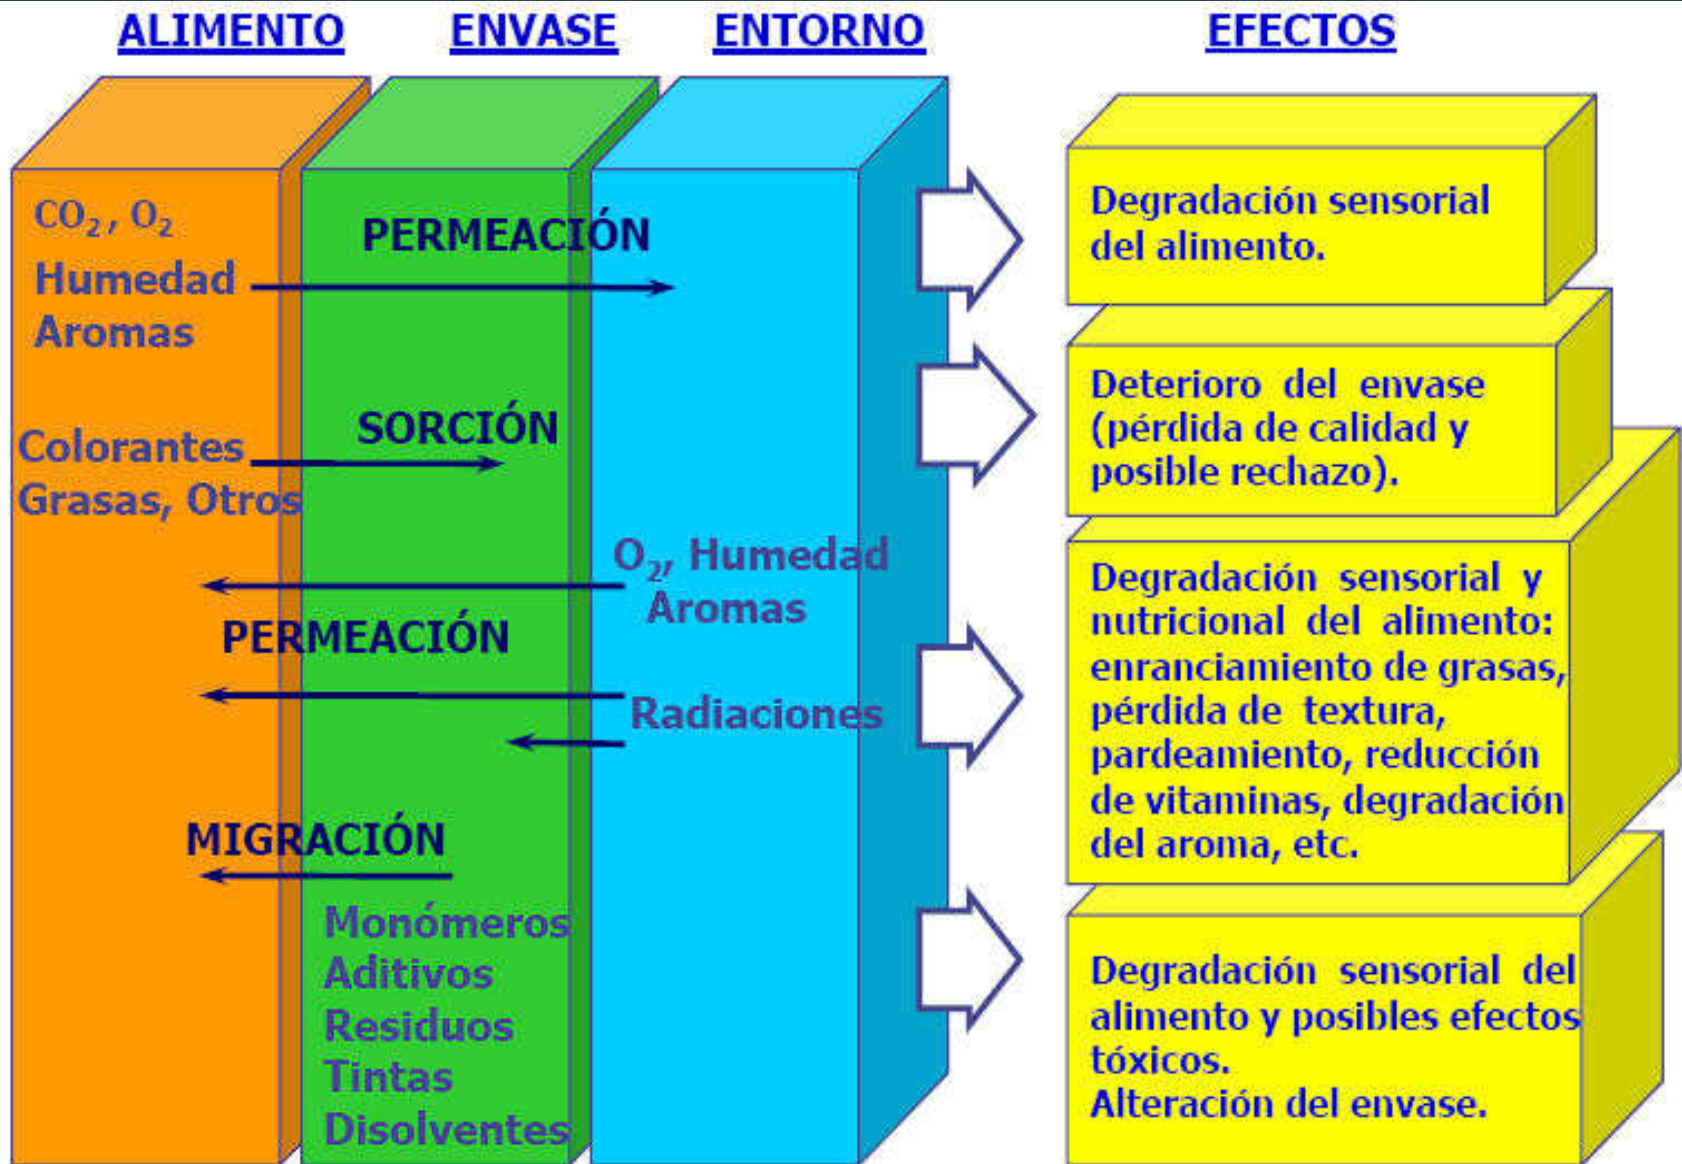 ALIMENTO ENVASE ENTORNO EFECTOS
CO₂, O₂
Humedad
Aromas
PERMEACIÓN
Degradación sensorial
del alimento.
Colorantes
Grasas, Otros
SORCIÓN
Deterioro del envase
(pérdida de calidad y
posible rechazo).
O₂, Humedad
Aromas
PERMEACIÓN
Radiaciones
Degradación sensorial y
nutricional del alimento:
enranciamiento de grasas,
pérdida de textura,
pardeamiento, reducción
de vitaminas, degradación
del aroma, etc.
MIGRACIÓN
Monómeros
Aditivos
Residuos
Tintas
Disolventes
Degradación sensorial del
alimento y posibles efectos
tóxicos.
Alteración del envase.